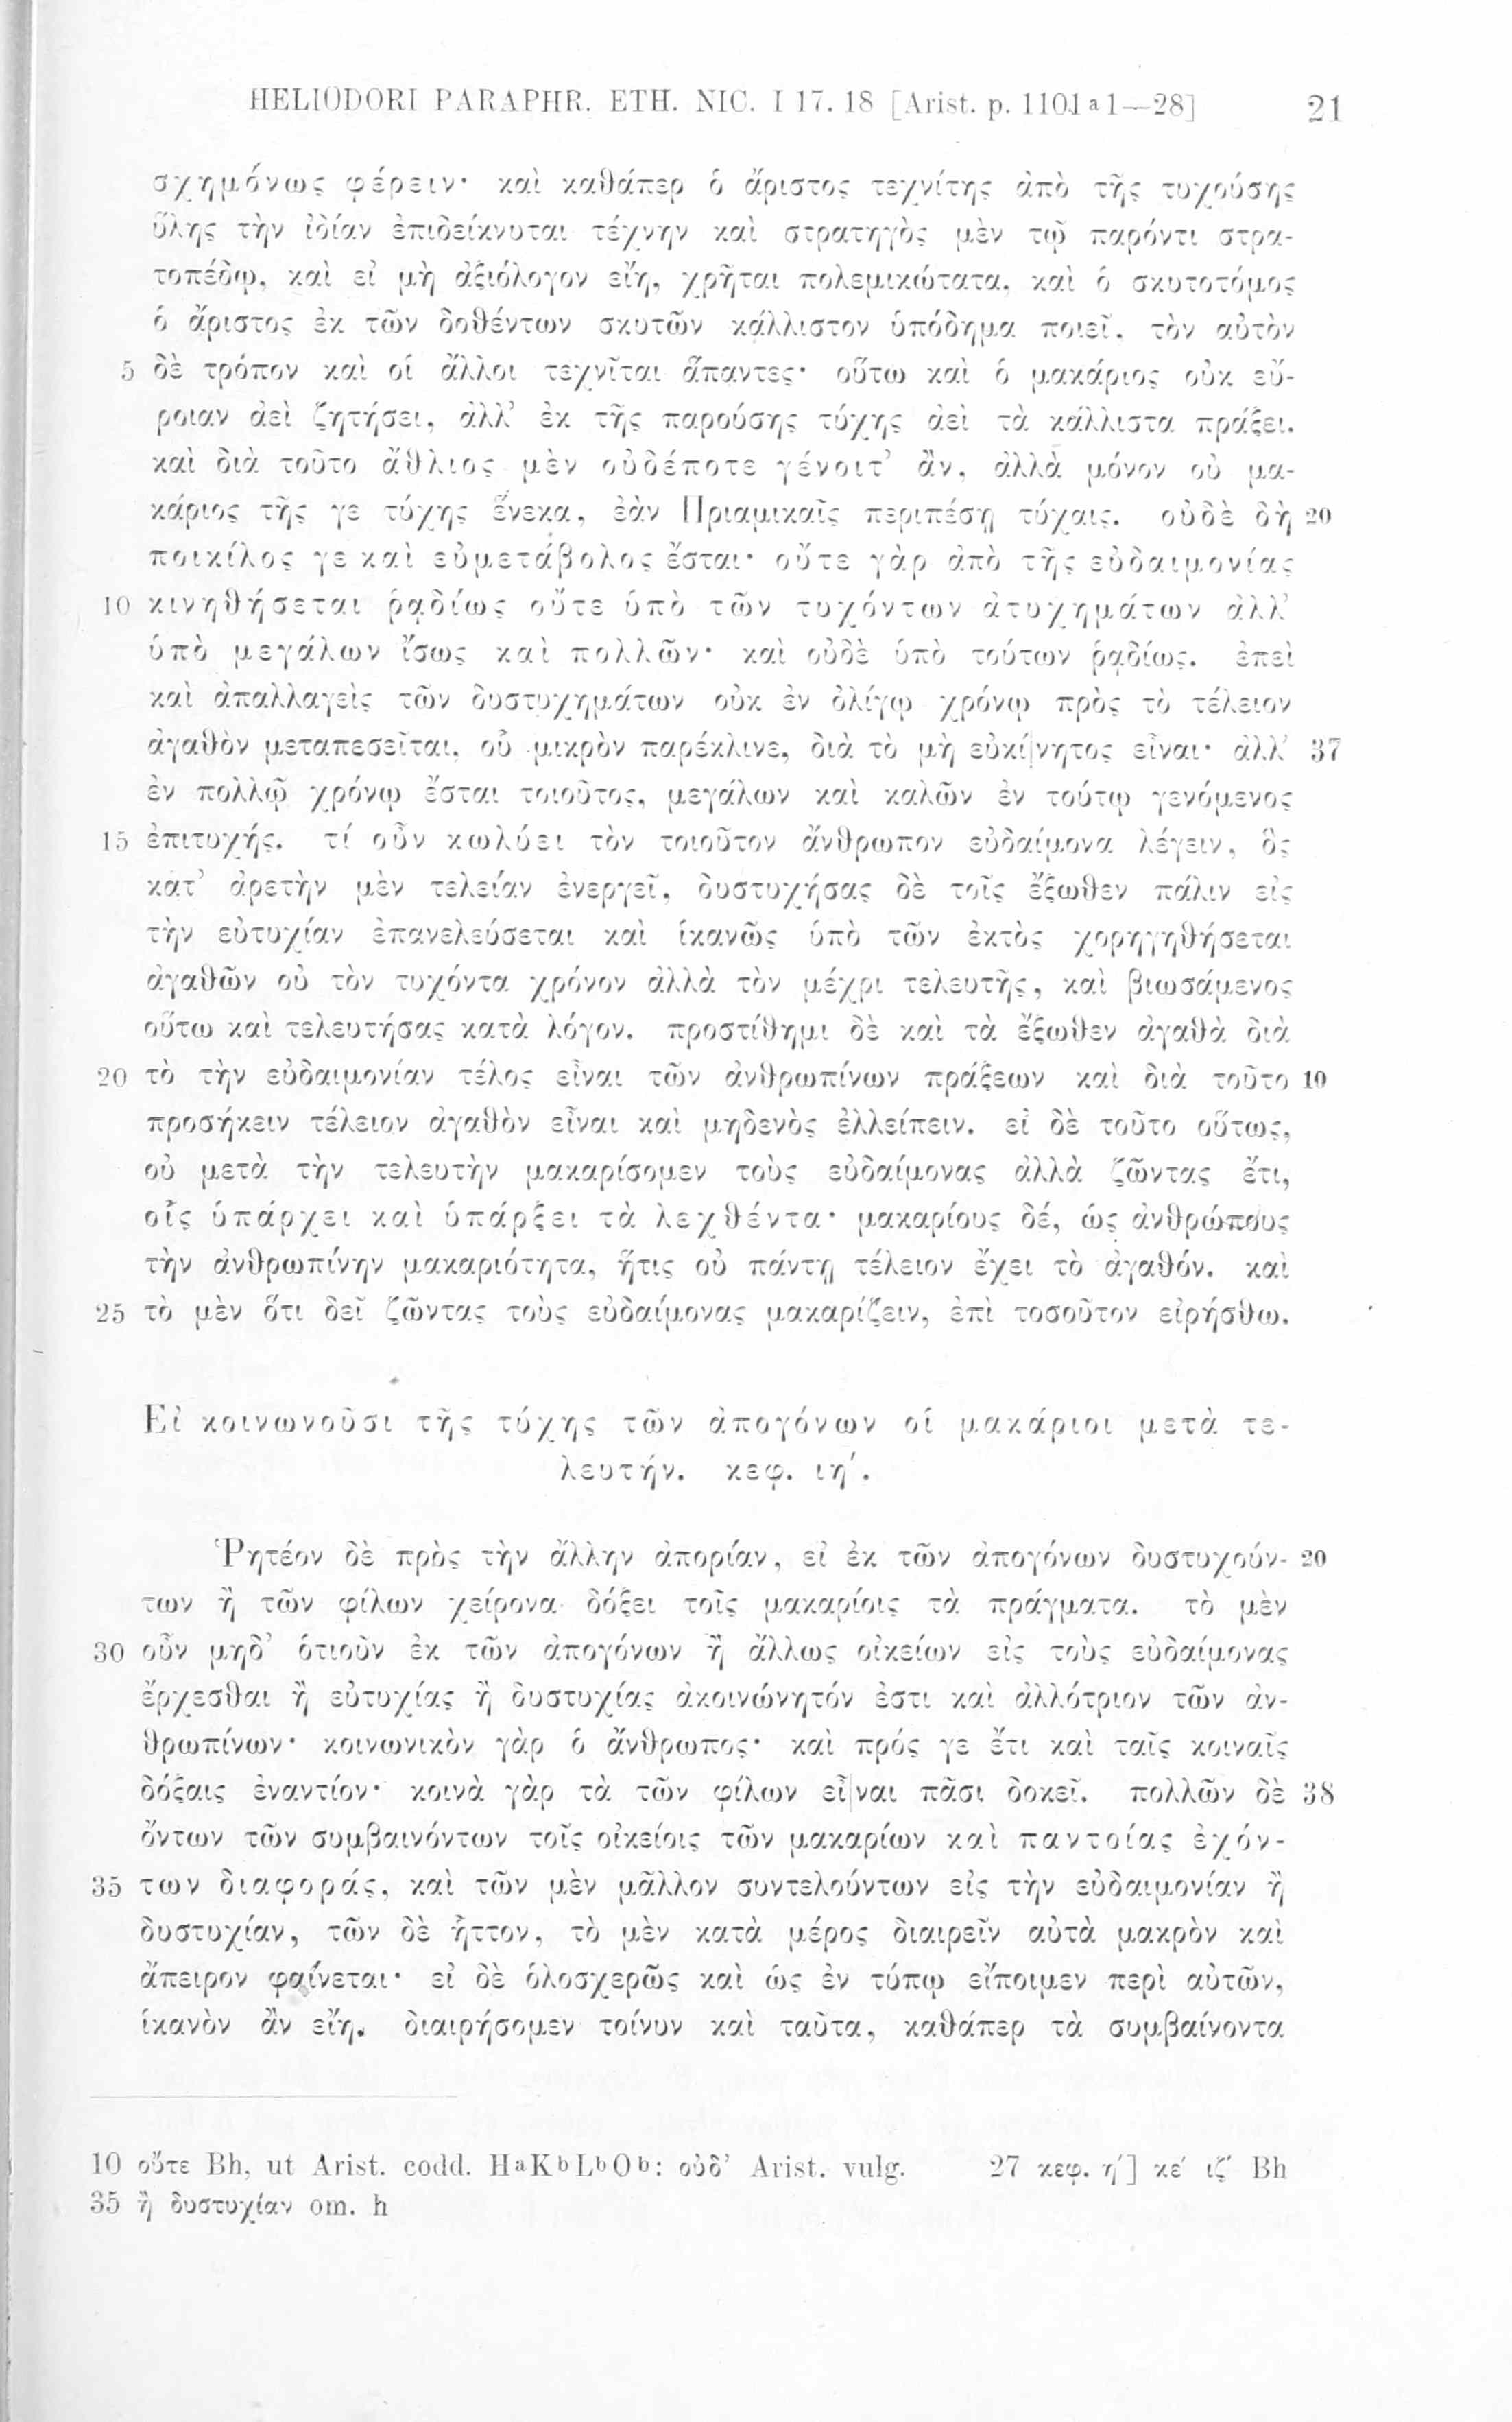 HELIODORI PARAPHR. ETH. NIC. I 17. 18 [Arist. p. 1101 a 1—28] 21
σχημόνως φέρειν· καὶ καθάπερ ὁ ἄριστος τεχνίτης ἀπὸ τῆς τυχούσης
ὕλης τὴν ἰδίαν ἐπιδείκνυται τέχνην καὶ στρατηγὸς μὲν τῷ παρόντι στρα-
τοπέδῳ, καὶ εἰ μὴ ἀξιόλογον εἴη, χρῆται πολεμικώτατα, καὶ ὁ σκυτοτόμος
ὁ ἄριστος ἐκ τῶν δοθέντων σκυτῶν κάλλιστον ὑπόδημα ποιεῖ. τὸν αὐτὸν
5 δὲ τρόπον καὶ οἱ ἄλλοι τεχνῖται ἅπαντες· οὕτω καὶ ὁ μακάριος οὐκ εὔ-
ροιαν ἀεὶ ζητήσει, ἀλλ’ ἐκ τῆς παρούσης τύχης ἀεὶ τὰ κάλλιστα πράξει.
καὶ διὰ τοῦτο ἄθλιος μὲν οὐδέποτε γένοιτ’ ἄν, ἀλλὰ μόνον οὐ μα-
κάριος τῆς γε τύχης ἕνεκα, ἐὰν Πριαμικαῖς περιπέσῃ τύχαις. οὐδὲ δὴ 20
ποικίλος γε καὶ εὐμετάβολος ἔσται· οὔτε γὰρ ἀπὸ τῆς εὐδαιμονίας
10 κινηθήσεται ῥᾳδίως οὔτε ὑπὸ τῶν τυχόντων ἀτυχημάτων ἀλλ’
ὑπὸ μεγάλων ἴσως καὶ πολλῶν· καὶ οὐδὲ ὑπὸ τούτων ῥᾳδίως. ἐπεὶ
καὶ ἀπαλλαγεὶς τῶν δυστυχημάτων οὐκ ἐν ὀλίγῳ χρόνῳ πρὸς τὸ τέλειον
ἀγαθὸν μεταπεσεῖται, οὗ μικρὸν παρέκλινε, διὰ τὸ μὴ εὐκί|νητος εἶναι· ἀλλ’ 37
ἐν πολλῷ χρόνῳ ἔσται τοιοῦτος, μεγάλων καὶ καλῶν ἐν τούτῳ γενόμενος
15 ἐπιτυχής. τί οὖν κωλύει τὸν τοιοῦτον ἄνθρωπον εὐδαίμονα λέγειν, ὃς
κατ’ ἀρετὴν μὲν τελείαν ἐνεργεῖ, δυστυχήσας δὲ τοῖς ἔξωθεν πάλιν εἰς
τὴν εὐτυχίαν ἐπανελεύσεται καὶ ἱκανῶς ὑπὸ τῶν ἐκτὸς χορηγηθήσεται
ἀγαθῶν οὐ τὸν τυχόντα χρόνον ἀλλὰ τὸν μέχρι τελευτῆς, καὶ βιωσάμενος
οὕτω καὶ τελευτήσας κατὰ λόγον. προστίθημι δὲ καὶ τὰ ἔξωθεν ἀγαθὰ διὰ
20 τὸ τὴν εὐδαιμονίαν τέλος εἶναι τῶν ἀνθρωπίνων πράξεων καὶ διὰ τοῦτο 10
προσήκειν τέλειον ἀγαθὸν εἶναι καὶ μηδενὸς ἐλλείπειν. εἰ δὲ τοῦτο οὕτως,
οὐ μετὰ τὴν τελευτὴν μακαρίσομεν τοὺς εὐδαίμονας ἀλλὰ ζῶντας ἔτι,
οἷς ὑπάρχει καὶ ὑπάρξει τὰ λεχθέντα· μακαρίους δέ, ὡς ἀνθρώπους
τὴν ἀνθρωπίνην μακαριότητα, ἥτις οὐ πάντῃ τέλειον ἔχει τὸ ἀγαθόν. καὶ
25 τὸ μὲν ὅτι δεῖ ζῶντας τοὺς εὐδαίμονας μακαρίζειν, ἐπὶ τοσοῦτον εἰρήσθω.
Εἰ κοινωνοῦσι τῆς τύχης τῶν ἀπογόνων οἱ μακάριοι μετὰ τε-
λευτήν. κεφ. ιη΄.
Ῥητέον δὲ πρὸς τὴν ἄλλην ἀπορίαν, εἰ ἐκ τῶν ἀπογόνων δυστυχούν- 20
των ἢ τῶν φίλων χείρονα δόξει τοῖς μακαρίοις τὰ πράγματα. τὸ μὲν
30 οὖν μηδ’ ὁτιοῦν ἐκ τῶν ἀπογόνων ἢ ἄλλως οἰκείων εἰς τοὺς εὐδαίμονας
ἔρχεσθαι ἢ εὐτυχίας ἢ δυστυχίας ἀκοινώνητόν ἐστι καὶ ἀλλότριον τῶν ἀν-
θρωπίνων· κοινωνικὸν γὰρ ὁ ἄνθρωπος· καὶ πρός γε ἔτι καὶ ταῖς κοιναῖς
δόξαις ἐναντίον· κοινὰ γὰρ τὰ τῶν φίλων εἶ|ναι πᾶσι δοκεῖ. πολλῶν δὲ 38
ὄντων τῶν συμβαινόντων τοῖς οἰκείοις τῶν μακαρίων καὶ παντοίας ἐχόν-
35 των διαφοράς, καὶ τῶν μὲν μᾶλλον συντελούντων εἰς τὴν εὐδαιμονίαν ἢ
δυστυχίαν, τῶν δὲ ἧττον, τὸ μὲν κατὰ μέρος διαιρεῖν αὐτὰ μακρὸν καὶ
ἄπειρον φαίνεται· εἰ δὲ ὁλοσχερῶς καὶ ὡς ἐν τύπῳ εἴποιμεν περὶ αὐτῶν,
ἱκανὸν ἂν εἴη. διαιρήσομεν τοίνυν καὶ ταῦτα, καθάπερ τὰ συμβαίνοντα
10 οὔτε Bh, ut Arist. codd. HaKbLbOb: οὐδ’ Arist. vulg. 27 κεφ. η΄] κε΄ ιζ΄ Bh
35 ἢ δυστυχίαν om. h